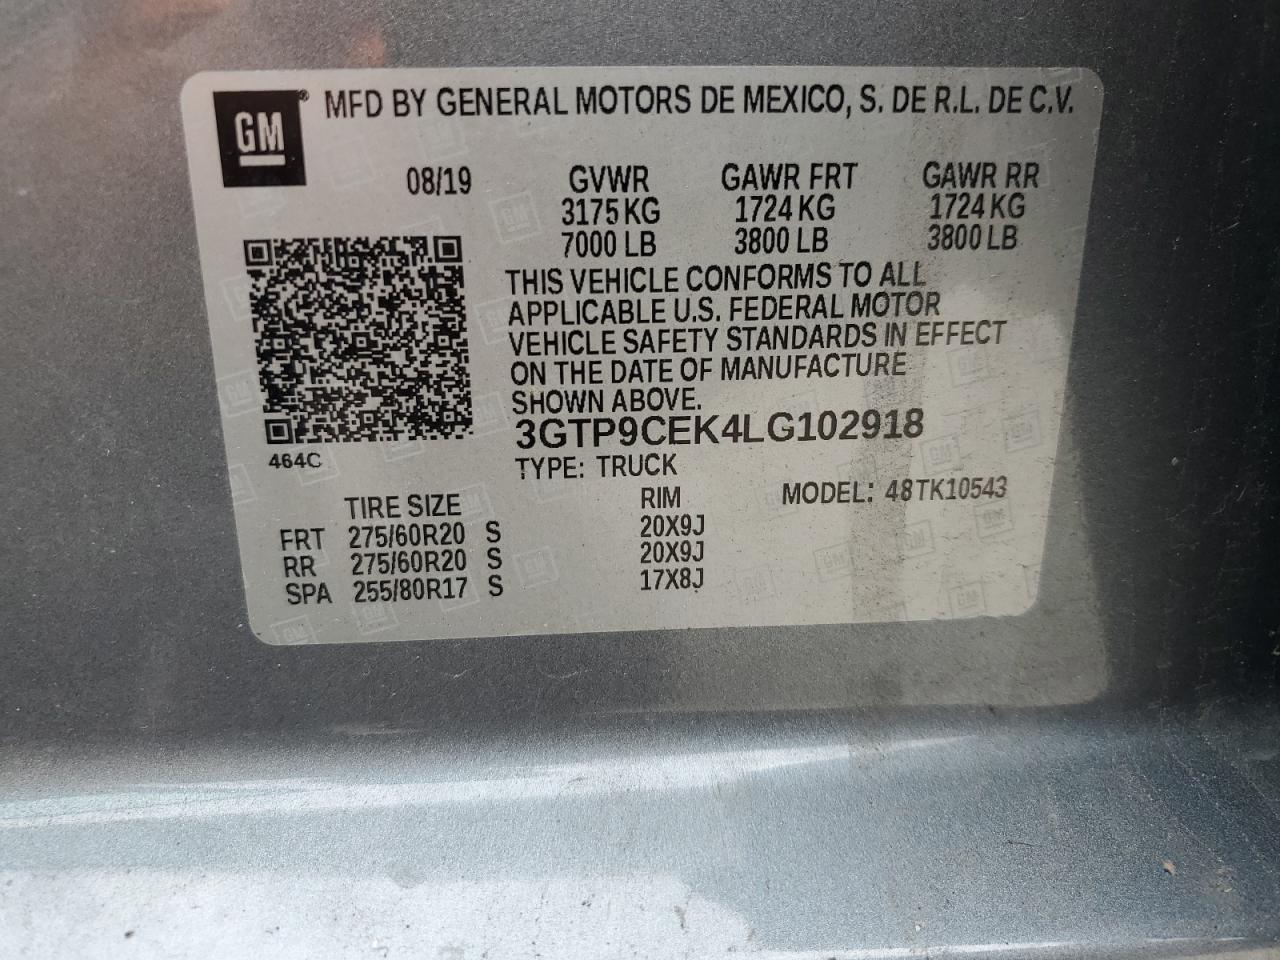 GM® MFD BY GENERAL MOTORS DE MEXICO, S. DE R.L. DE C.V.
08/19 GVWR GAWR FRT GAWR RR
3175 KG 1724 KG 1724 KG
7000 LB 3800 LB 3800 LB
THIS VEHICLE CONFORMS TO ALL
APPLICABLE U.S. FEDERAL MOTOR
VEHICLE SAFETY STANDARDS IN EFFECT
ON THE DATE OF MANUFACTURE
SHOWN ABOVE.
3GTP9CEK4LG102918
464C
TYPE: TRUCK
TIRE SIZE RIM MODEL: 48TK10543
FRT 275/60R20 S 20X9J
RR 275/60R20 S 20X9J
SPA 255/80R17 S 17X8J